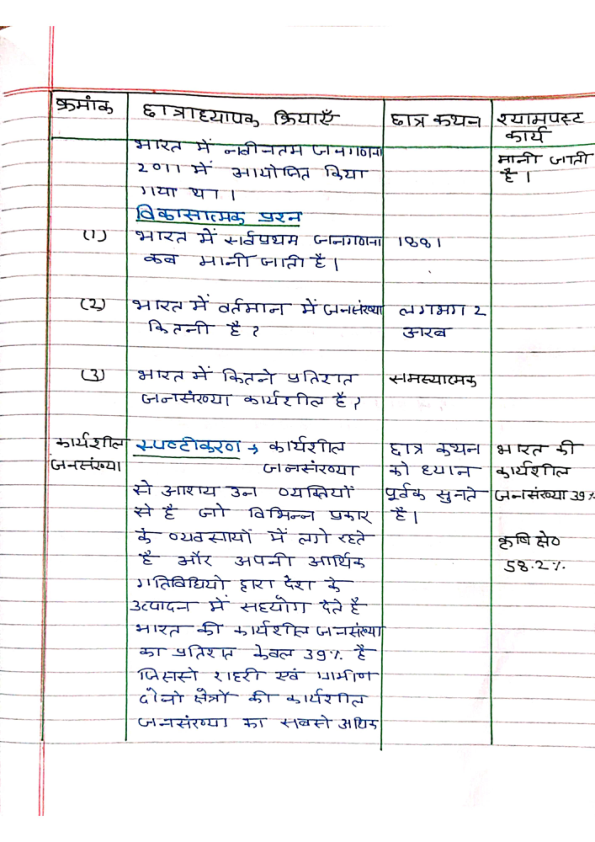 क्रमांक
छात्राध्यापक क्रियाएँ
छात्र कथन
श्यामपस्ट
कार्य
भारत में नवीनतम जनगणना
2011 में आयोजित किया
गया था।
मानी जाती
है।
विकासात्मक प्रश्न
(1)
भारत में सर्वप्रथम जनगणना
कब मानी जाती है।
1881
(2)
भारत में वर्तमान में जनसंख्या
कितनी है?
लगभग 2
अरब
(3)
भारत में कितने प्रतिशत
जनसंख्या कार्यशील है?
समस्यात्मक
कार्यशील
जनसंख्या
स्पष्टीकरण → कार्यशील
जनसंख्या
से आशय उन व्यक्तियों
से है जो विभिन्न प्रकार
के व्यवसायों में लगे रहते
है और अपनी आर्थिक
गतिविधियो द्वारा देश के
उत्पादन में सहयोग देते है
भारत की कार्यशील जनसंख्या
का प्रतिशत केवल 39% है
जिससे शहरी एवं ग्रामीण
दोनो क्षेत्रों की कार्यशील
जनसंख्या का सबसे अधिक
छात्र कथन
को ध्यान
पूर्वक सुनते
है।
भारत की
कार्यशील
जनसंख्या 39%
कृषि क्षे०
58.2%